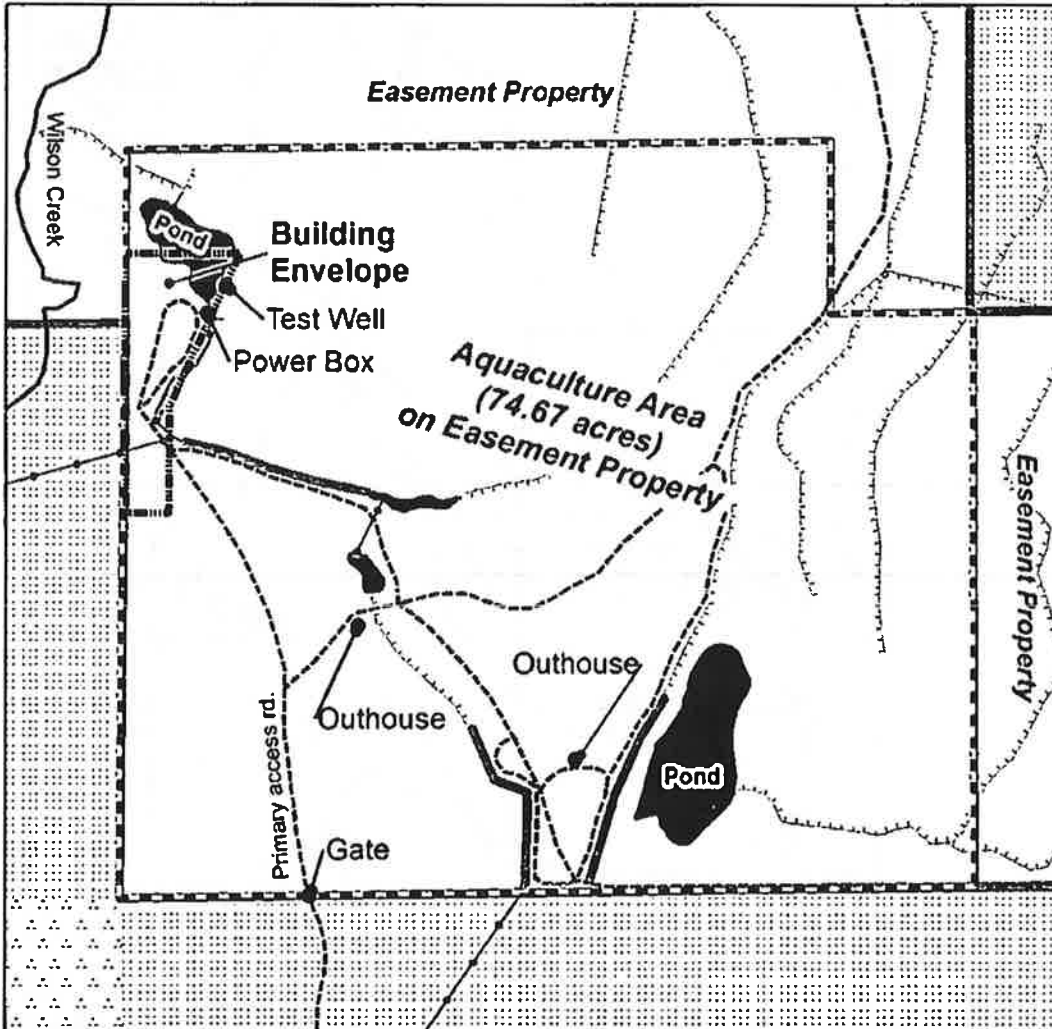 Easement Property
Wilson Creek
Pond
Building
Envelope
Test Well
Power Box
Aquaculture Area
(74.67 acres)
on Easement Property
Easement Property
Outhouse
Outhouse
Primary access rd.
Pond
Gate